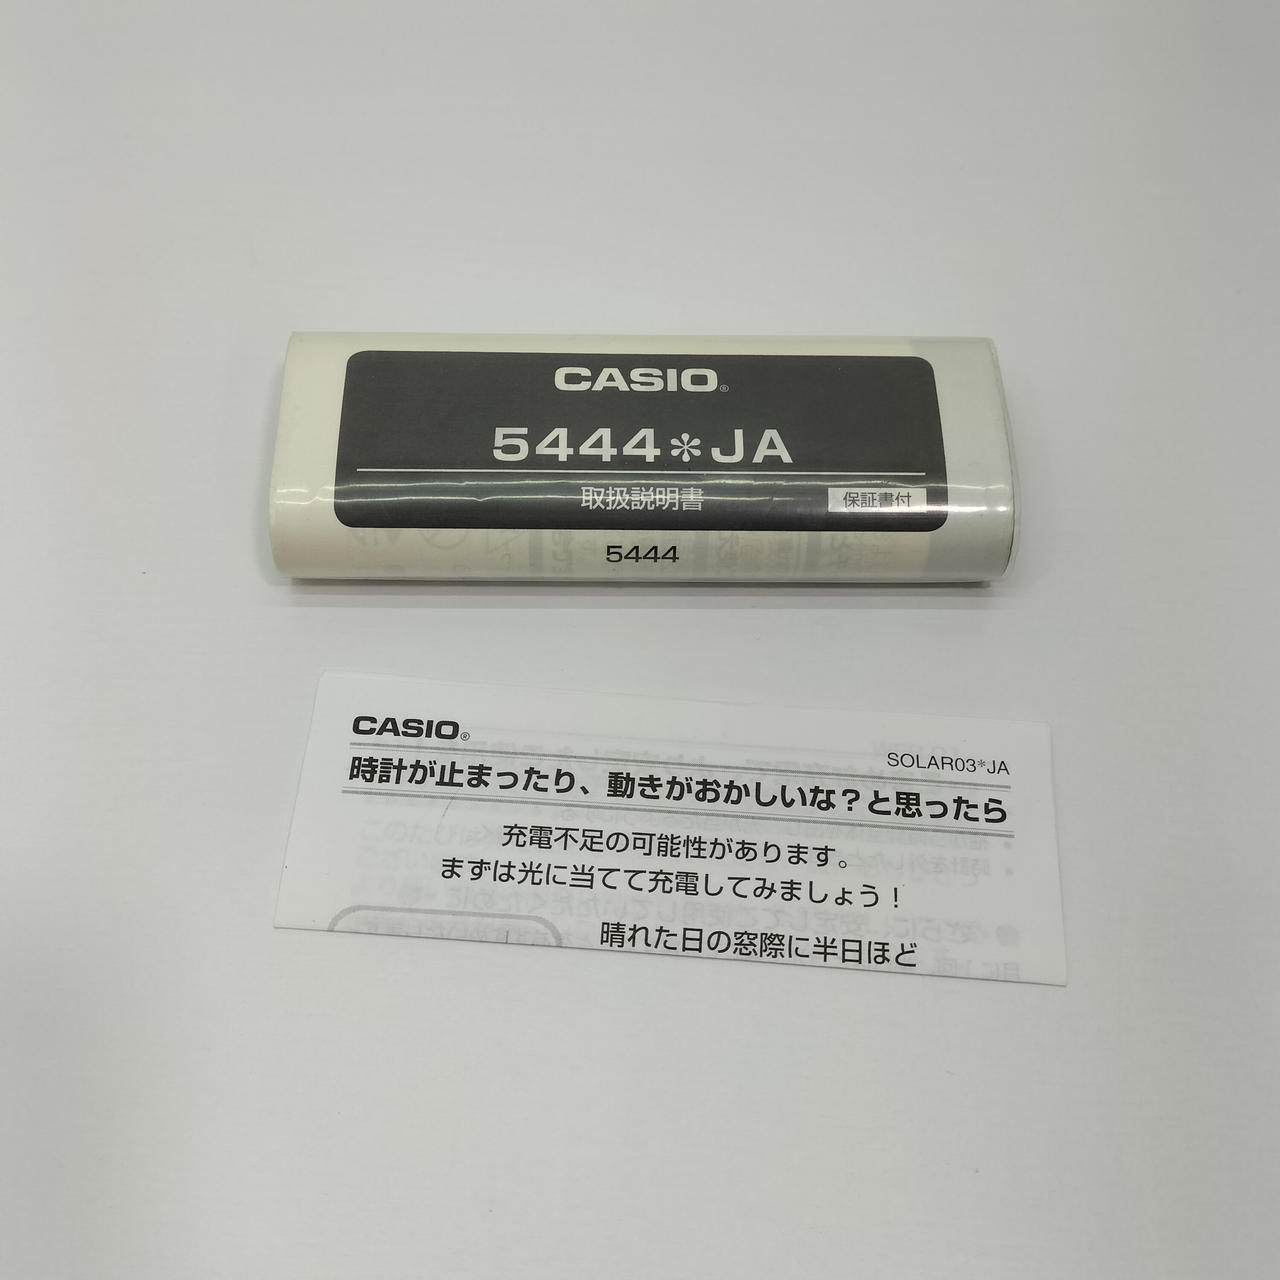 CASIO®
5444*JA
取扱説明書
保証書付
5444
CASIO®
SOLAR03*JA
時計が止まったり、動きがおかしいな？と思ったら
充電不足の可能性があります。
まずは光に当てて充電してみましょう！
晴れた日の窓際に半日ほど